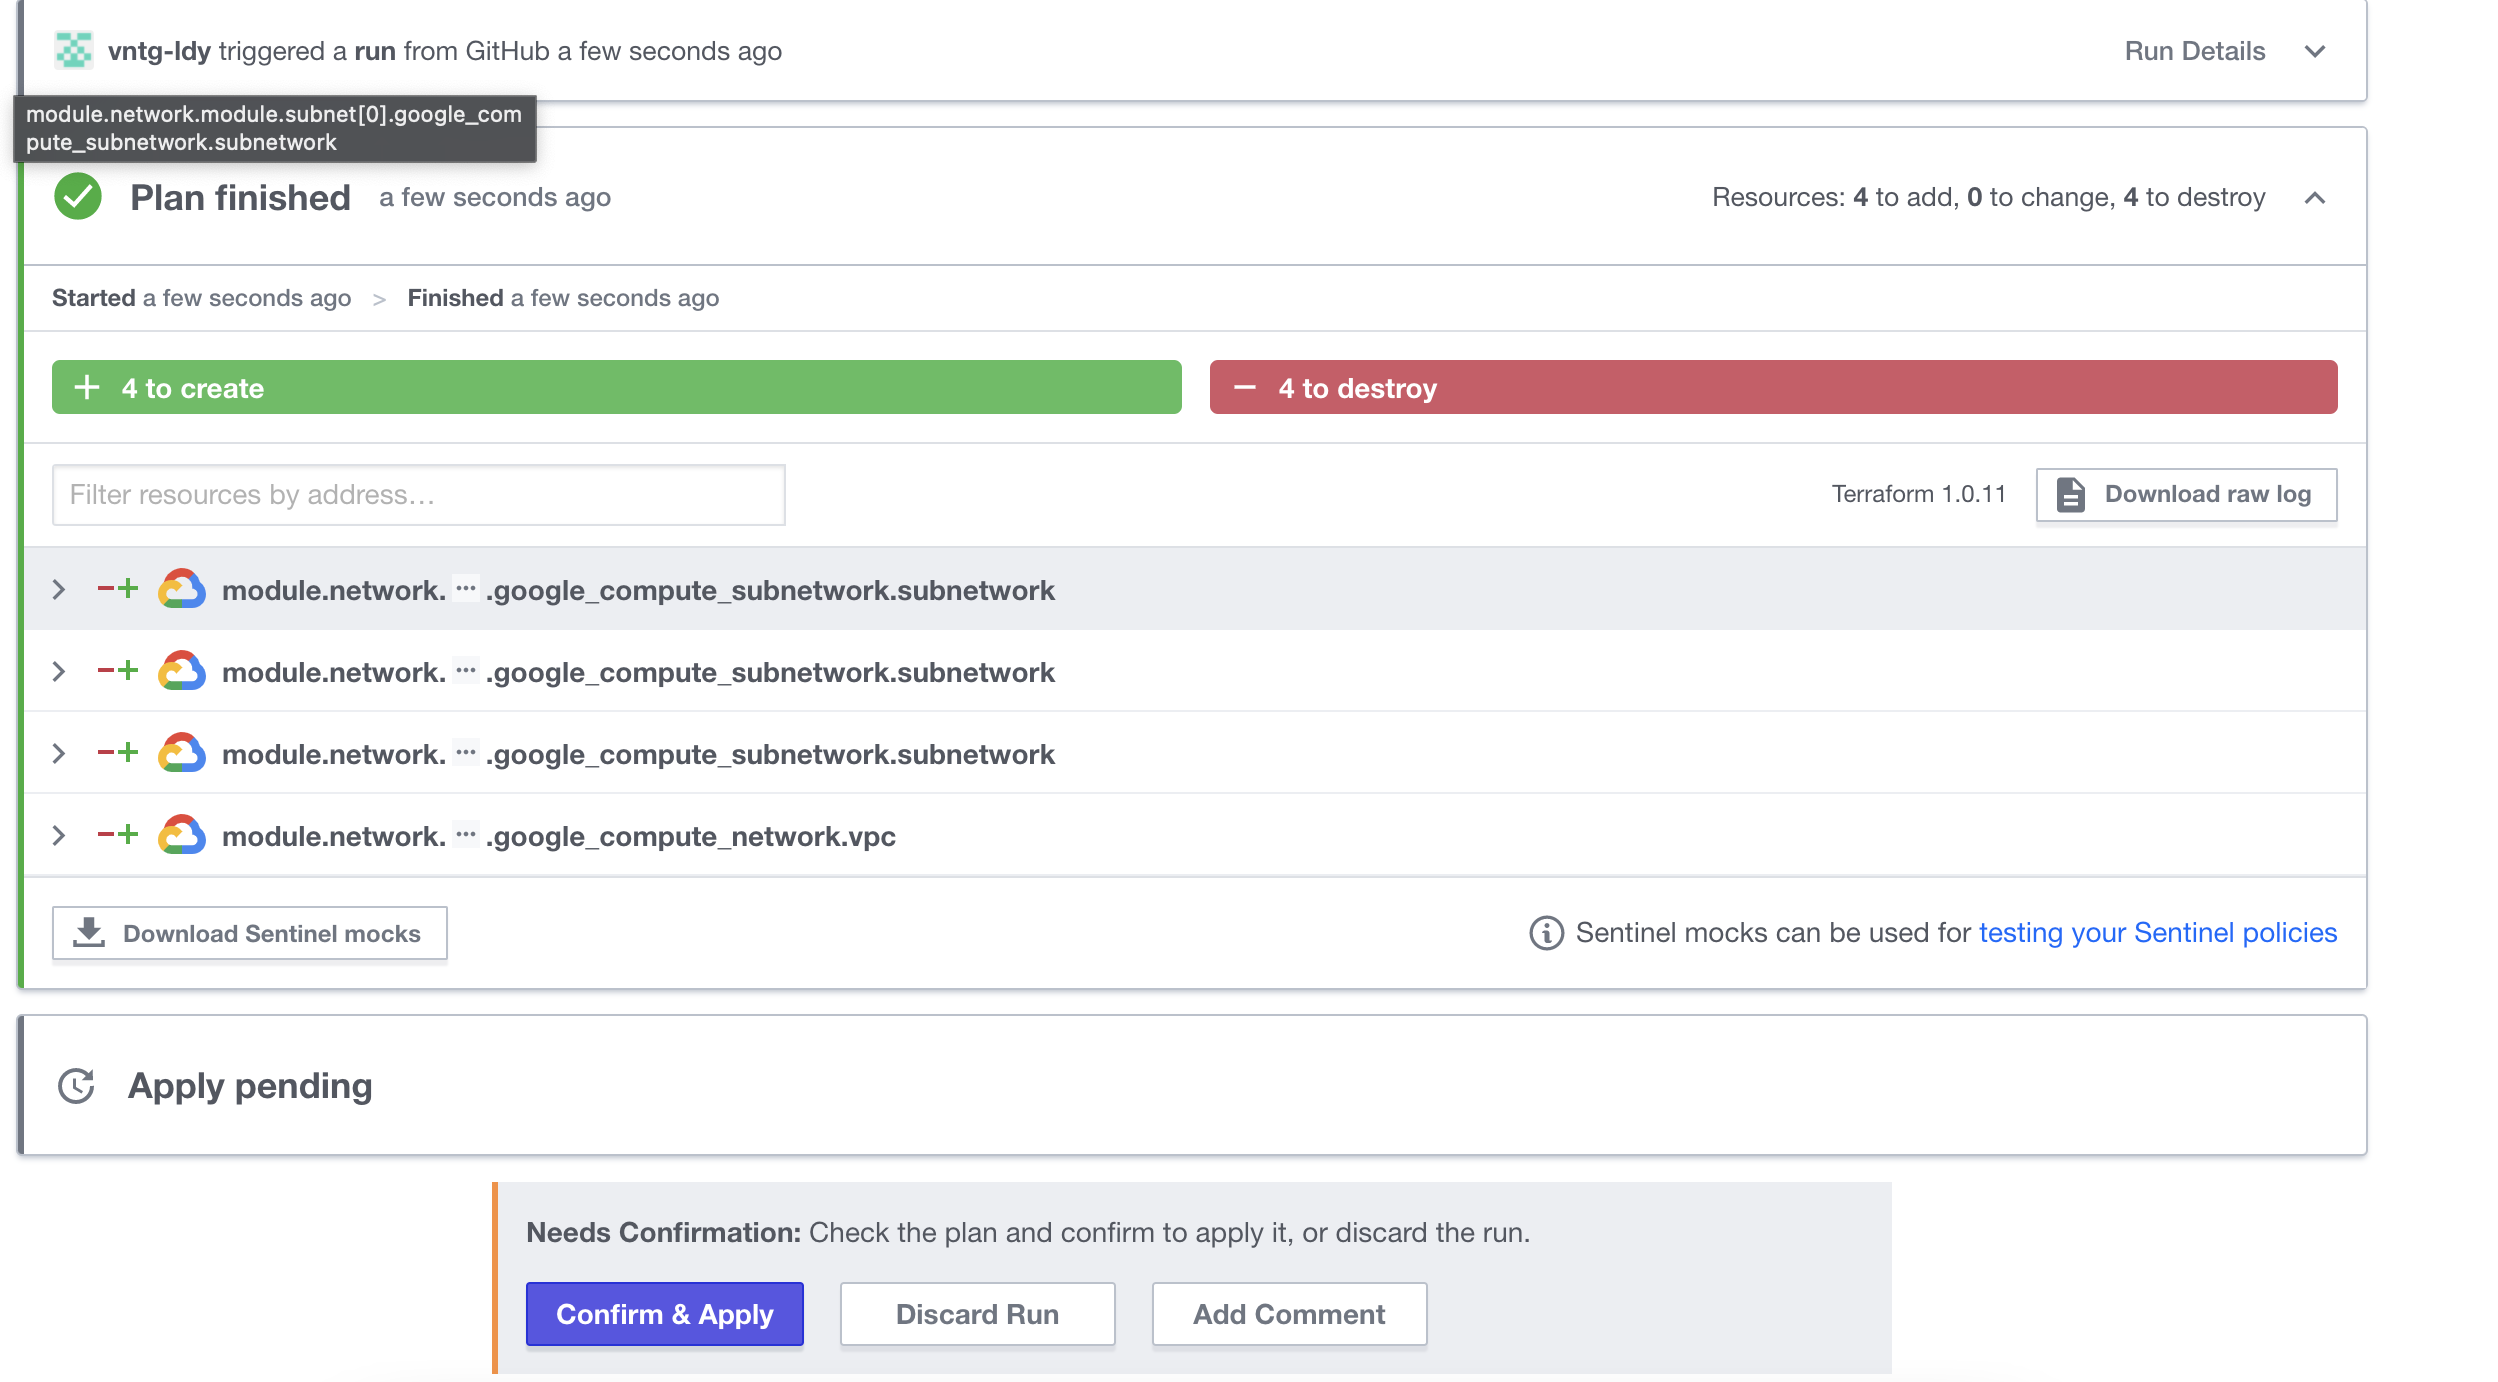 vntg-ldy triggered a run from GitHub a few seconds ago
Run Details
module.network.module.subnet[0].google_com
pute_subnetwork.subnetwork
Plan finished a few seconds ago
Resources: 4 to add, 0 to change, 4 to destroy
Started a few seconds ago > Finished a few seconds ago
+ 4 to create
− 4 to destroy
Filter resources by address…
Terraform 1.0.11
Download raw log
−+ module.network. ··· .google_compute_subnetwork.subnetwork
−+ module.network. ··· .google_compute_subnetwork.subnetwork
−+ module.network. ··· .google_compute_subnetwork.subnetwork
−+ module.network. ··· .google_compute_network.vpc
Download Sentinel mocks
Sentinel mocks can be used for testing your Sentinel policies
Apply pending
Needs Confirmation: Check the plan and confirm to apply it, or discard the run.
Confirm & Apply
Discard Run
Add Comment